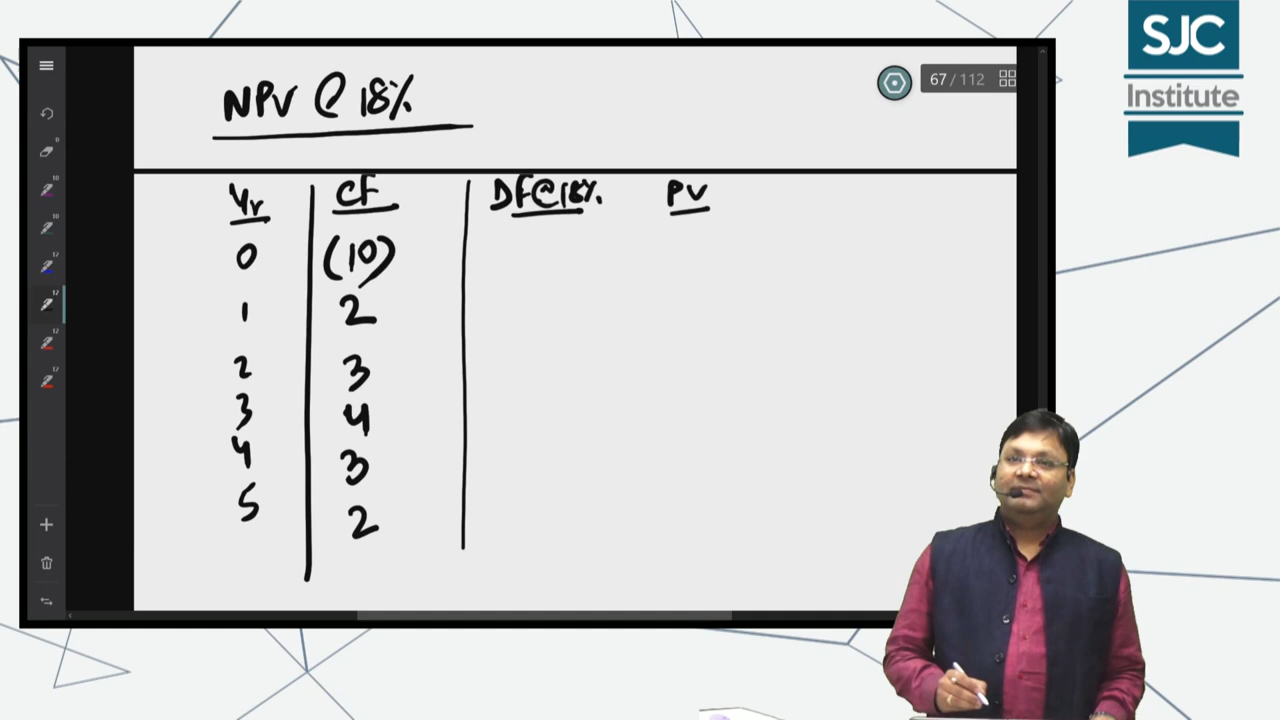 SJC
Institute
67 / 112
NPV @ 18%
Yr CF DF@18% PV
0 (10)
1 2
2 3
3 4
4 3
5 2